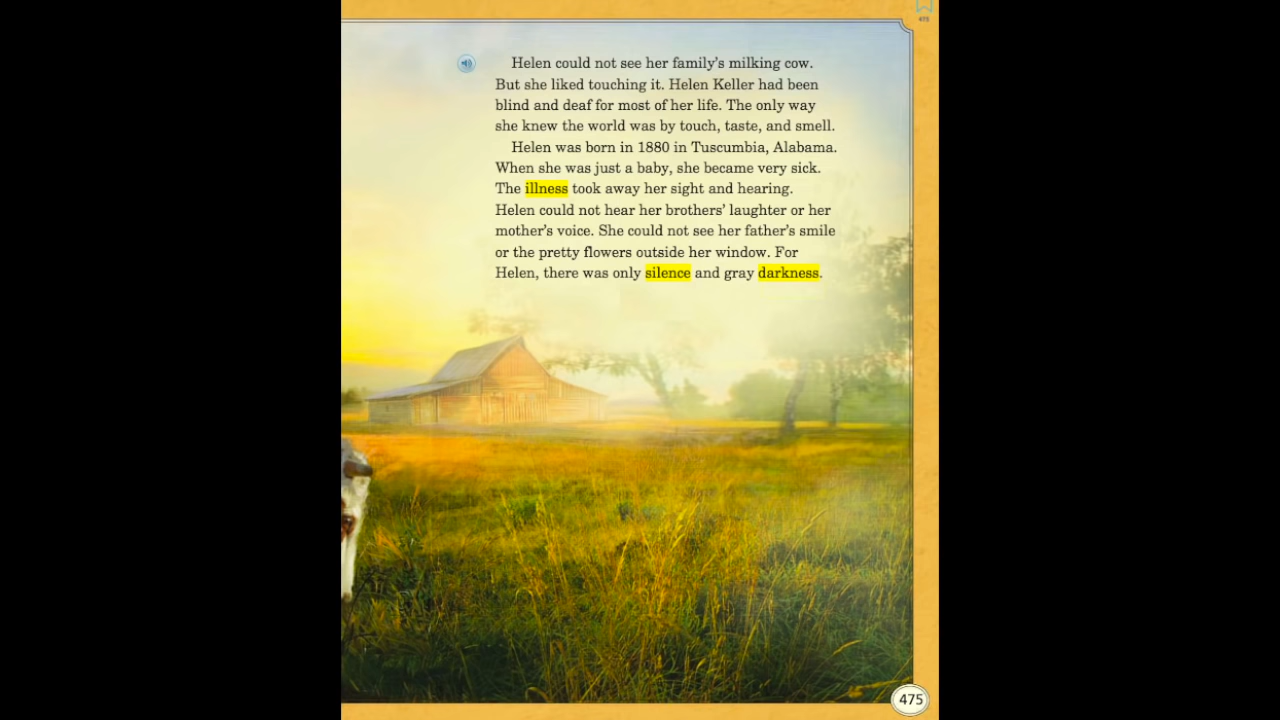 475
Helen could not see her family's milking cow.
But she liked touching it. Helen Keller had been
blind and deaf for most of her life. The only way
she knew the world was by touch, taste, and smell.
Helen was born in 1880 in Tuscumbia, Alabama.
When she was just a baby, she became very sick.
The illness took away her sight and hearing.
Helen could not hear her brothers' laughter or her
mother's voice. She could not see her father's smile
or the pretty flowers outside her window. For
Helen, there was only silence and gray darkness.
475